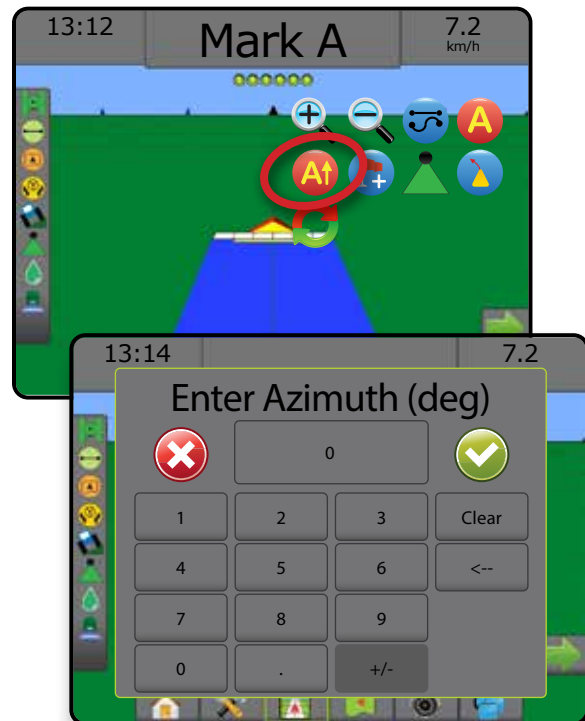 13:12
Mark A
7.2
km/h
A
A↑
13:14
7.2
Enter Azimuth (deg)
0
1 2 3 Clear
4 5 6 <--
7 8 9
0 . +/-